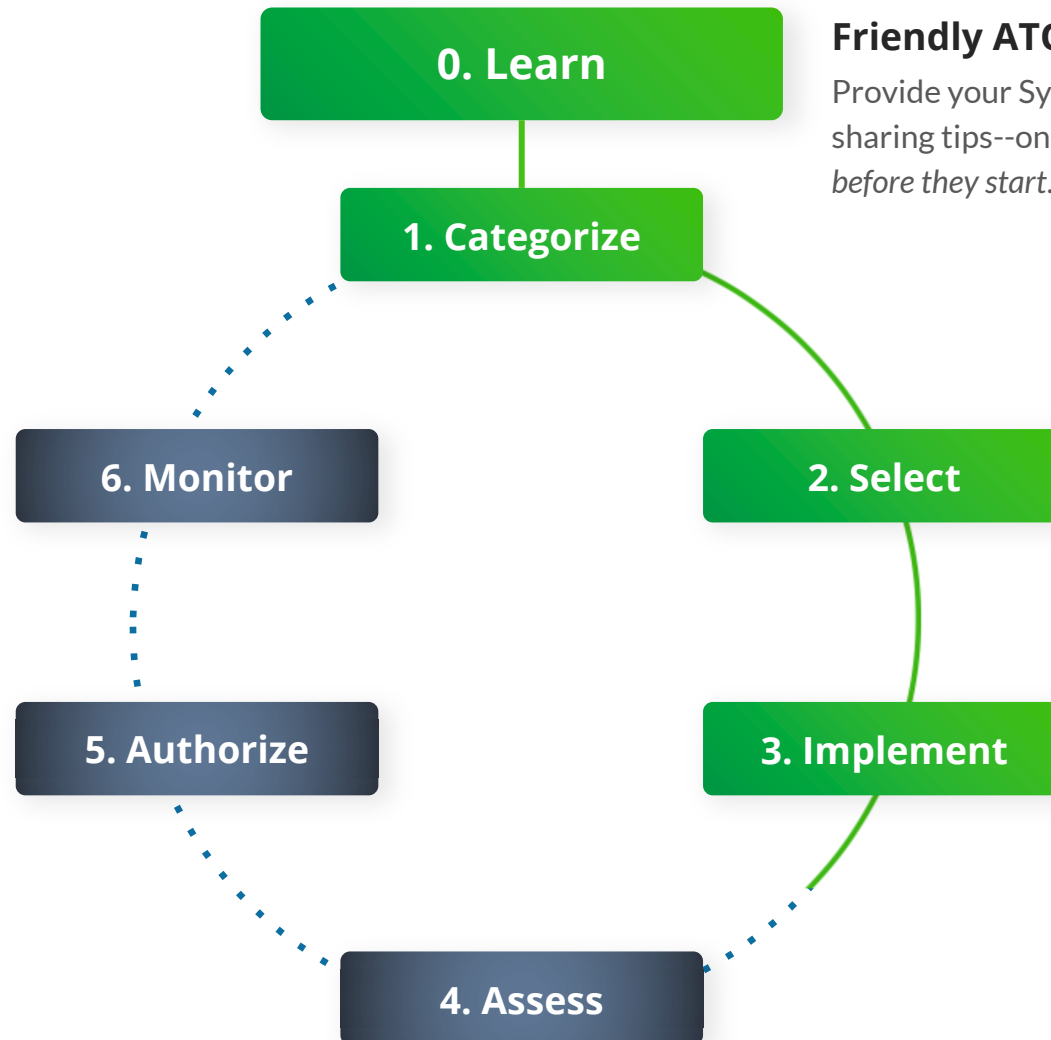 0. Learn
Friendly ATO
Provide your Sy
sharing tips--on
before they start.
1. Categorize
6. Monitor
2. Select
5. Authorize
3. Implement
4. Assess